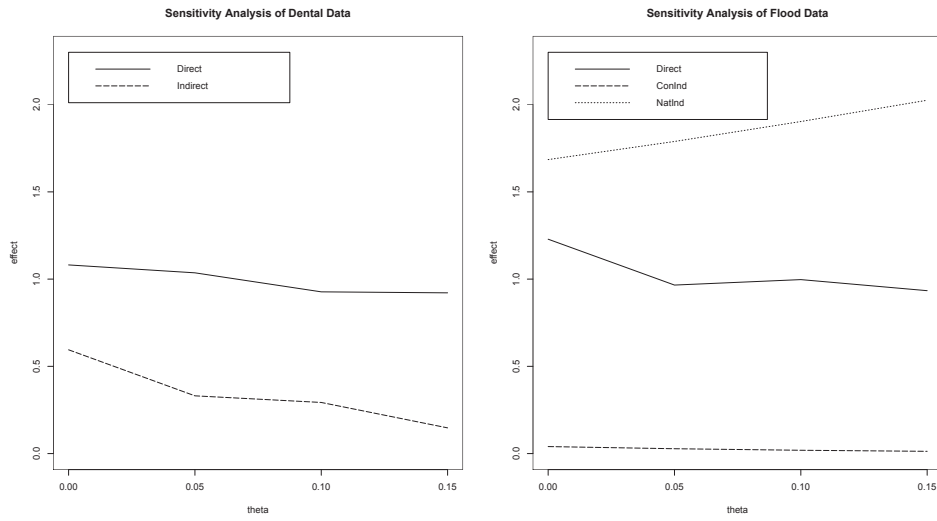 Sensitivity Analysis of Dental Data
Direct
Indirect
effect
2.0
1.5
1.0
0.5
0.0
0.00 0.05 0.10 0.15
theta
Sensitivity Analysis of Flood Data
Direct
ConInd
NatInd
effect
2.0
1.5
1.0
0.5
0.0
0.00 0.05 0.10 0.15
theta